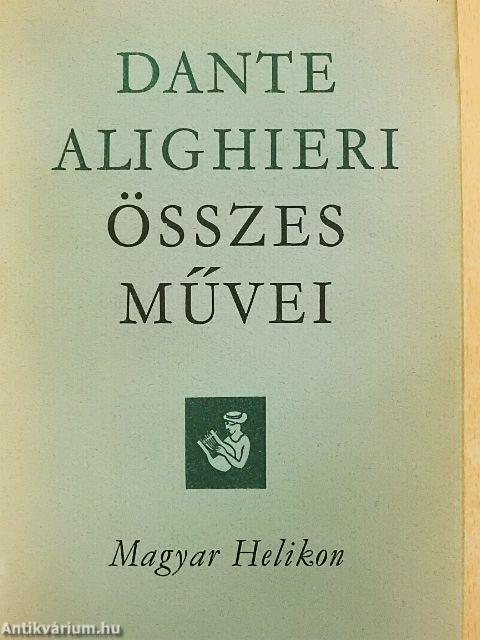 DANTE
ALIGHIERI
ÖSSZES
MŰVEI
Magyar Helikon
Antikvárium.hu